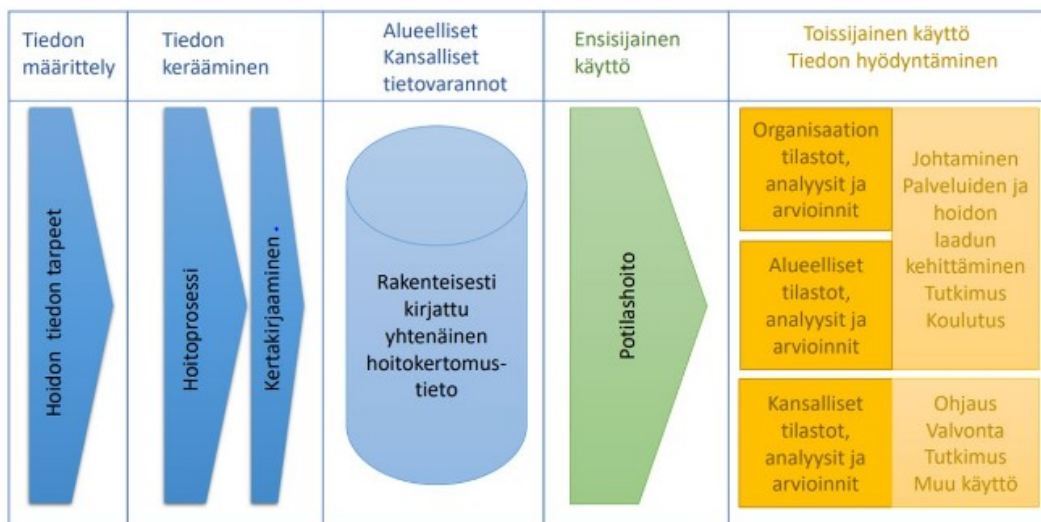 Tiedon
määrittely
Tiedon
kerääminen
Alueelliset
Kansalliset
tietovarannot
Ensisijainen
käyttö
Toissijainen käyttö
Tiedon hyödyntäminen
Hoidon tiedon tarpeet
Hoitoprosessi
Kertakirjaaminen.
Rakenteisesti
kirjattu
yhtenäinen
hoitokertomus-
tieto
Potilashoito
Organisaation
tilastot,
analyysit ja
arvioinnit
Alueelliset
tilastot,
analyysit ja
arvioinnit
Kansalliset
tilastot,
analyysit ja
arvioinnit
Johtaminen
Palveluiden ja
hoidon
laadun
kehittäminen
Tutkimus
Koulutus
Ohjaus
Valvonta
Tutkimus
Muu käyttö